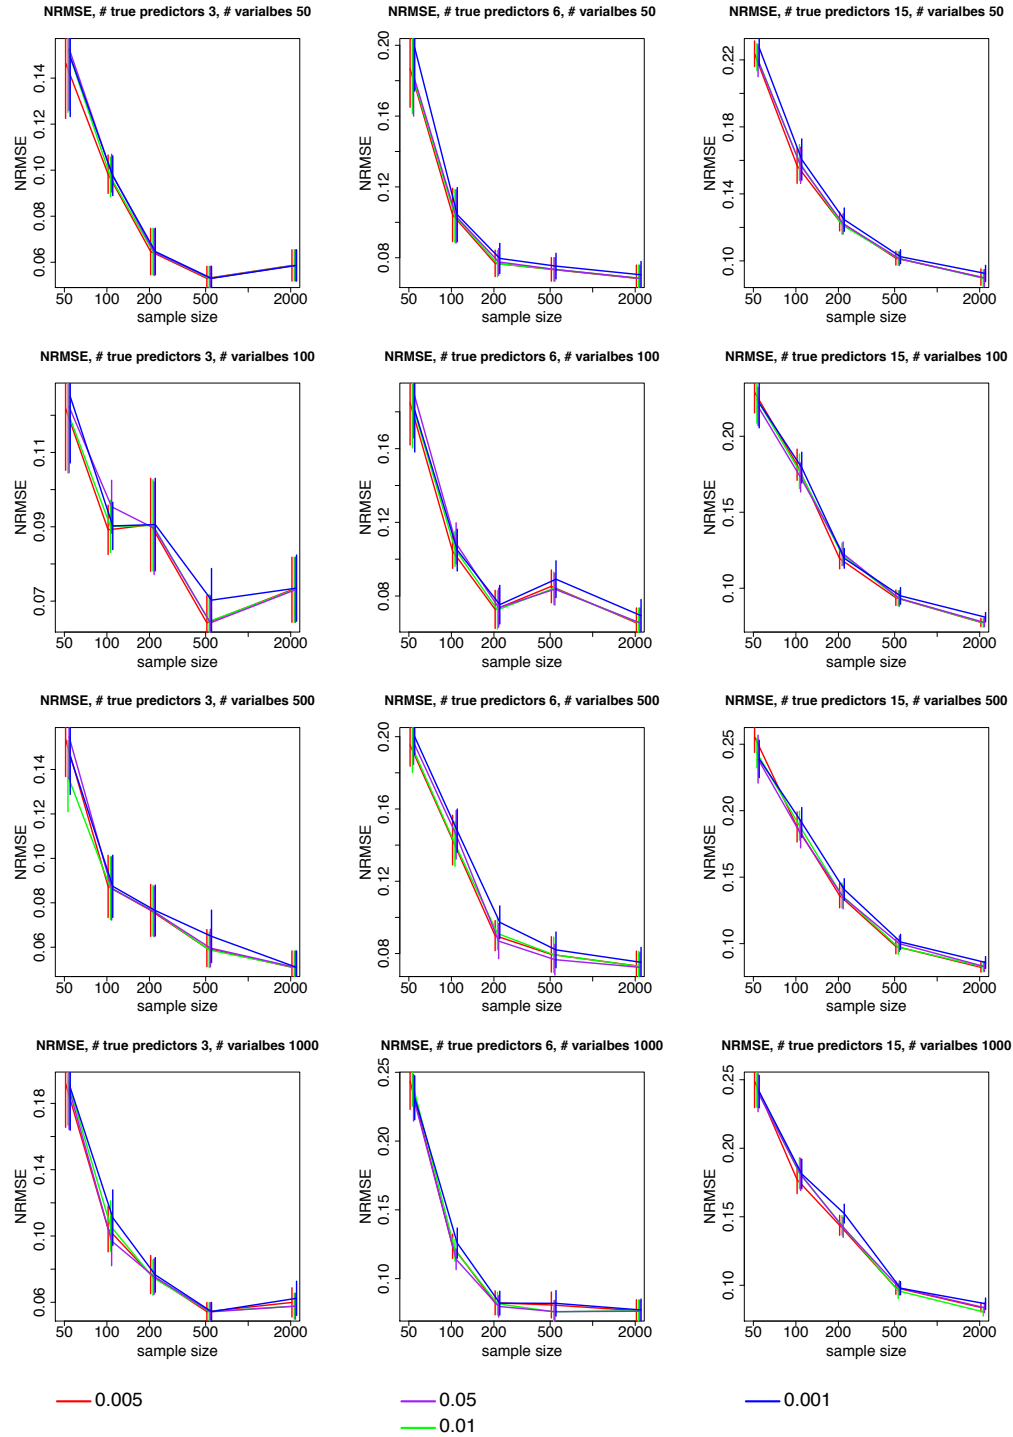 NRMSE, # true predictors 3, # varialbes 50
NRMSE
0.06 0.08 0.10 0.12 0.14
50 100 200 500 2000
sample size
NRMSE, # true predictors 6, # varialbes 50
NRMSE
0.08 0.12 0.16 0.20
50 100 200 500 2000
sample size
NRMSE, # true predictors 15, # varialbes 50
NRMSE
0.10 0.14 0.18 0.22
50 100 200 500 2000
sample size
NRMSE, # true predictors 3, # varialbes 100
NRMSE
0.07 0.09 0.11
50 100 200 500 2000
sample size
NRMSE, # true predictors 6, # varialbes 100
NRMSE
0.08 0.12 0.16
50 100 200 500 2000
sample size
NRMSE, # true predictors 15, # varialbes 100
NRMSE
0.10 0.15 0.20
50 100 200 500 2000
sample size
NRMSE, # true predictors 3, # varialbes 500
NRMSE
0.06 0.08 0.10 0.12 0.14
50 100 200 500 2000
sample size
NRMSE, # true predictors 6, # varialbes 500
NRMSE
0.08 0.12 0.16 0.20
50 100 200 500 2000
sample size
NRMSE, # true predictors 15, # varialbes 500
NRMSE
0.10 0.15 0.20 0.25
50 100 200 500 2000
sample size
NRMSE, # true predictors 3, # varialbes 1000
NRMSE
0.06 0.10 0.14 0.18
50 100 200 500 2000
sample size
NRMSE, # true predictors 6, # varialbes 1000
NRMSE
0.10 0.15 0.20 0.25
50 100 200 500 2000
sample size
NRMSE, # true predictors 15, # varialbes 1000
NRMSE
0.10 0.15 0.20 0.25
50 100 200 500 2000
sample size
0.005
0.05
0.01
0.001